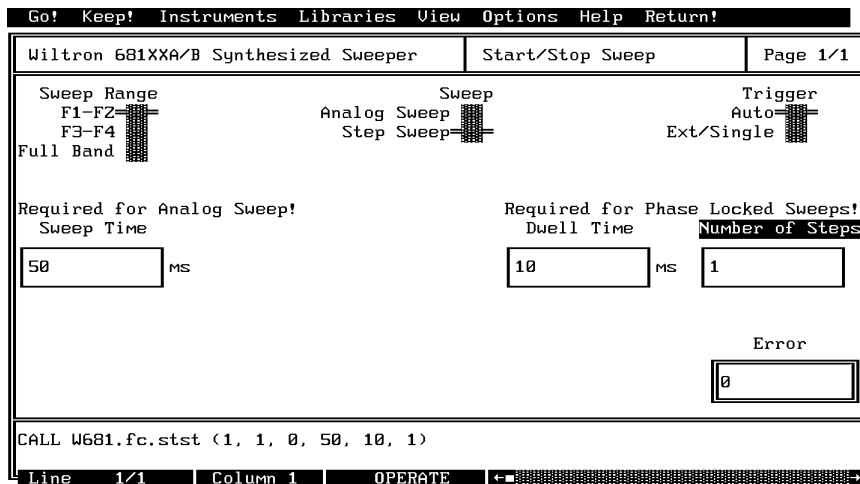 Go! Keep! Instruments Libraries View Options Help Return!
Wiltron 681XXA/B Synthesized Sweeper Start/Stop Sweep Page 1/1
Sweep Range Sweep Trigger
F1-F2 Analog Sweep Auto
F3-F4 Step Sweep Ext/Single
Full Band
Required for Analog Sweep! Required for Phase Locked Sweeps!
Sweep Time Dwell Time Number of Steps
50 ms 10 ms 1
Error
0
CALL W681.fc.stst (1, 1, 0, 50, 10, 1)
Line 1/1 Column 1 OPERATE